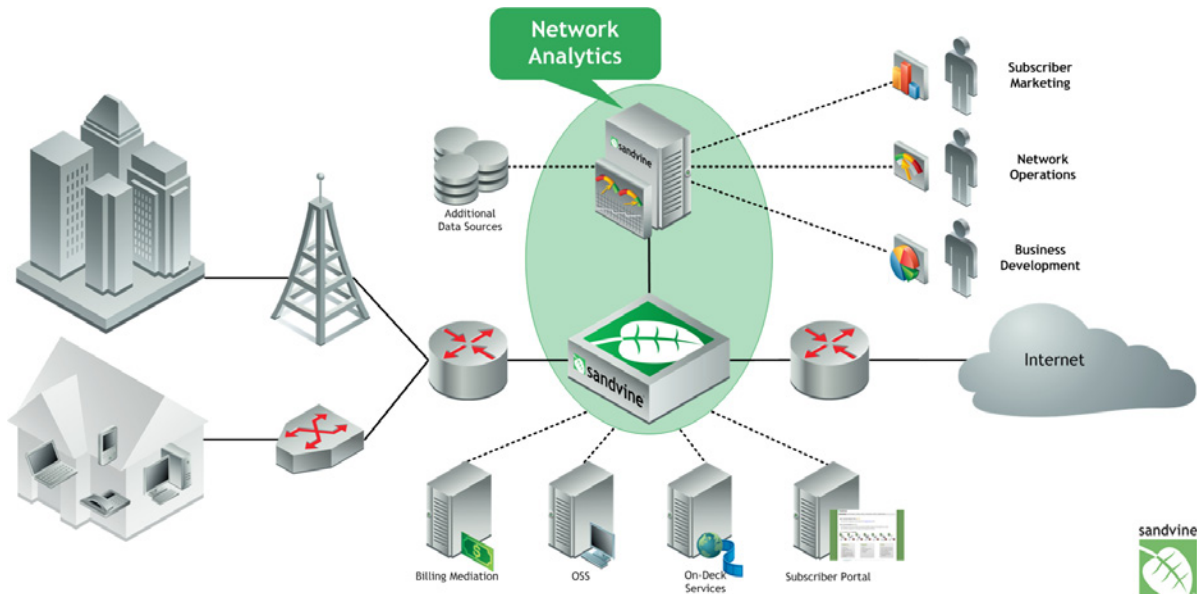 Network
Analytics
Subscriber
Marketing
sandvine
Network
Operations
Additional
Data Sources
Business
Development
Internet
sandvine
Billing Mediation
OSS
On-Deck
Services
Subscriber Portal
sandvine